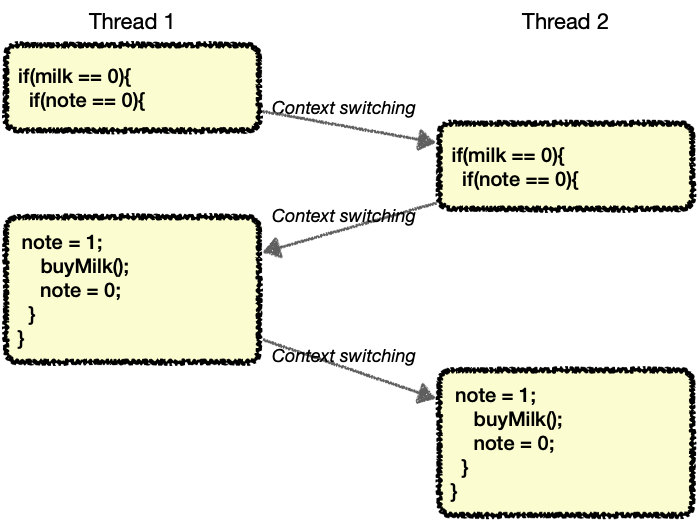 Thread 1
Thread 2
if(milk == 0){
if(note == 0){
Context switching
if(milk == 0){
if(note == 0){
Context switching
note = 1;
buyMilk();
note = 0;
}
}
Context switching
note = 1;
buyMilk();
note = 0;
}
}